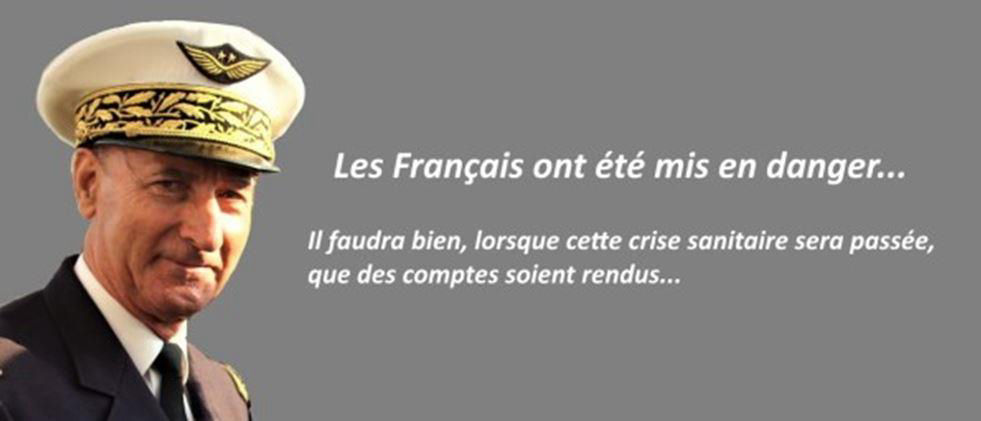 Les Français ont été mis en danger...
Il faudra bien, lorsque cette crise sanitaire sera passée,
que des comptes soient rendus...